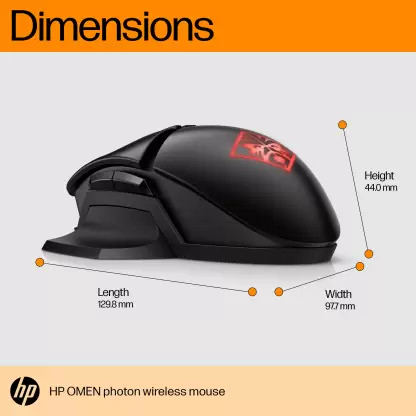 Dimensions
Height
44.0 mm
Length
129.8 mm
Width
97.7 mm
hp
HP OMEN photon wireless mouse